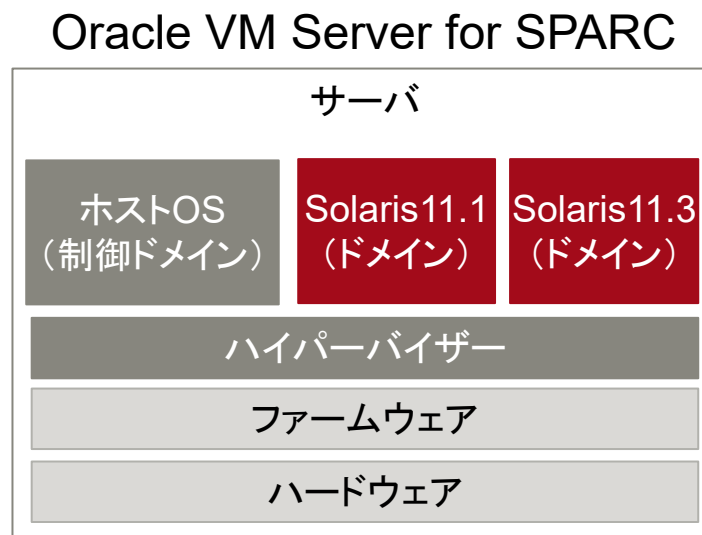 Oracle VM Server for SPARC
サーバ
ホストOS
（制御ドメイン）
Solaris11.1
（ドメイン）
Solaris11.3
（ドメイン）
ハイパーバイザー
ファームウェア
ハードウェア